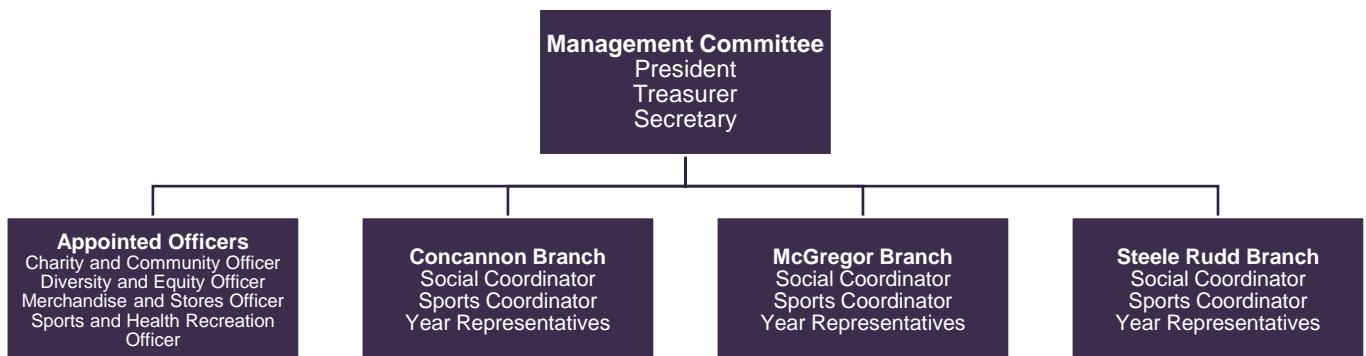 Management Committee
President
Treasurer
Secretary
Appointed Officers
Charity and Community Officer
Diversity and Equity Officer
Merchandise and Stores Officer
Sports and Health Recreation
Officer
Concannon Branch
Social Coordinator
Sports Coordinator
Year Representatives
McGregor Branch
Social Coordinator
Sports Coordinator
Year Representatives
Steele Rudd Branch
Social Coordinator
Sports Coordinator
Year Representatives